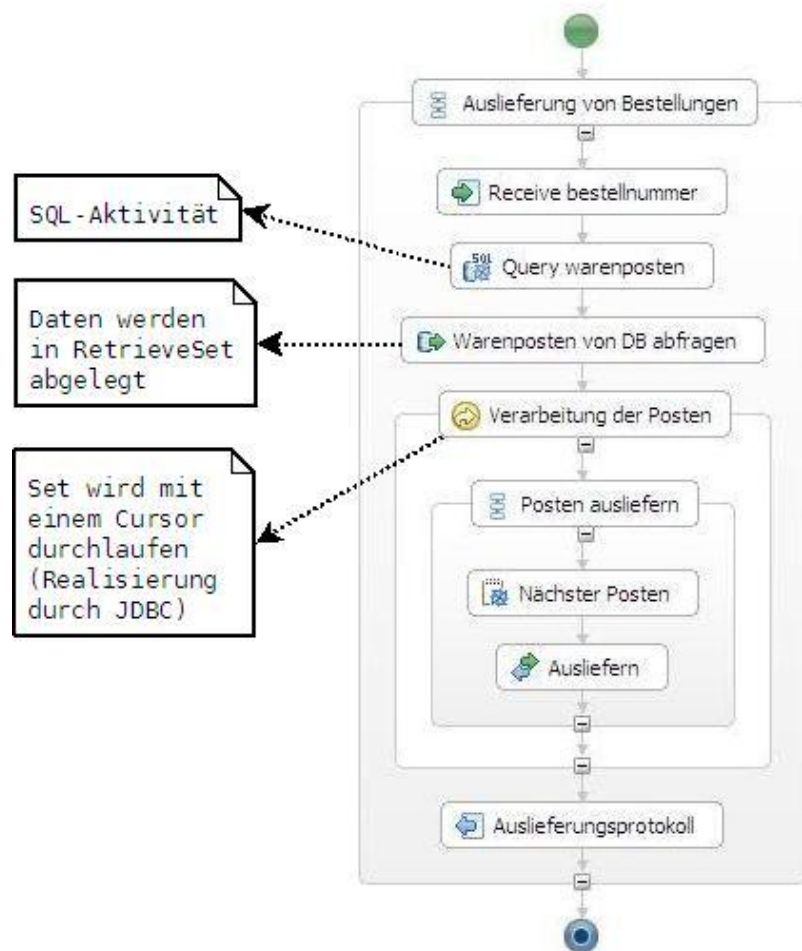 Auslieferung von Bestellungen
Receive bestellnummer
SQL-Aktivität
SQL
Query warenposten
Daten werden
in RetrieveSet
abgelegt
Warenposten von DB abfragen
Verarbeitung der Posten
Set wird mit
einem Cursor
durchlaufen
(Realisierung
durch JDBC)
Posten ausliefern
Nächster Posten
Ausliefern
Auslieferungsprotokoll